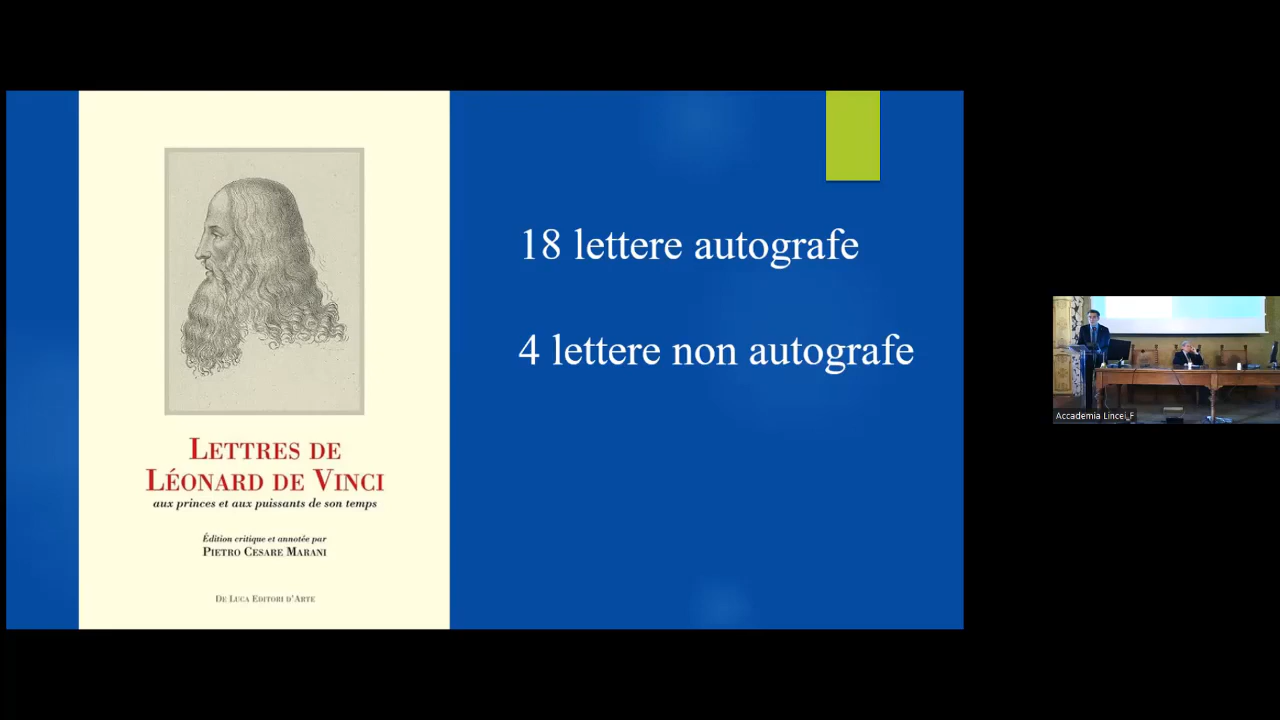 LETTRES DE
LÉONARD DE VINCI
aux princes et aux puissants de son temps
Édition critique et annotée par
PIETRO CESARE MARANI
DE LUCA EDITORI D'ARTE
18 lettere autografe
4 lettere non autografe
Accademia Lincei_F